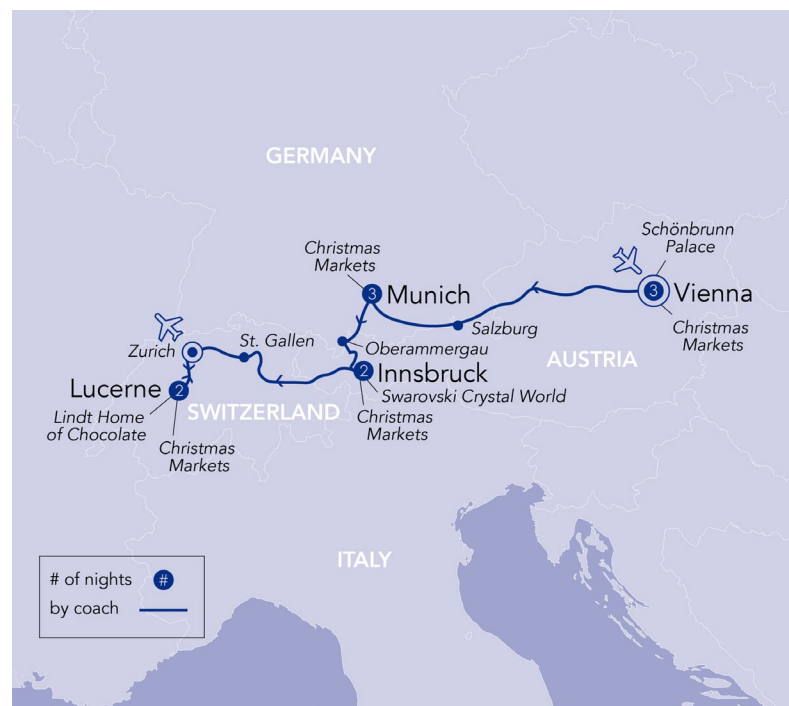 GERMANY
Schönbrunn
Palace
Christmas
Markets
3
Munich
3
Vienna
Christmas
Markets
Salzburg
St. Gallen
Zurich
Oberammergau
AUSTRIA
2
Innsbruck
Swarovski Crystal World
Christmas
Markets
Lucerne
2
SWITZERLAND
Lindt Home
of Chocolate
Christmas
Markets
ITALY
# of nights
#
by coach